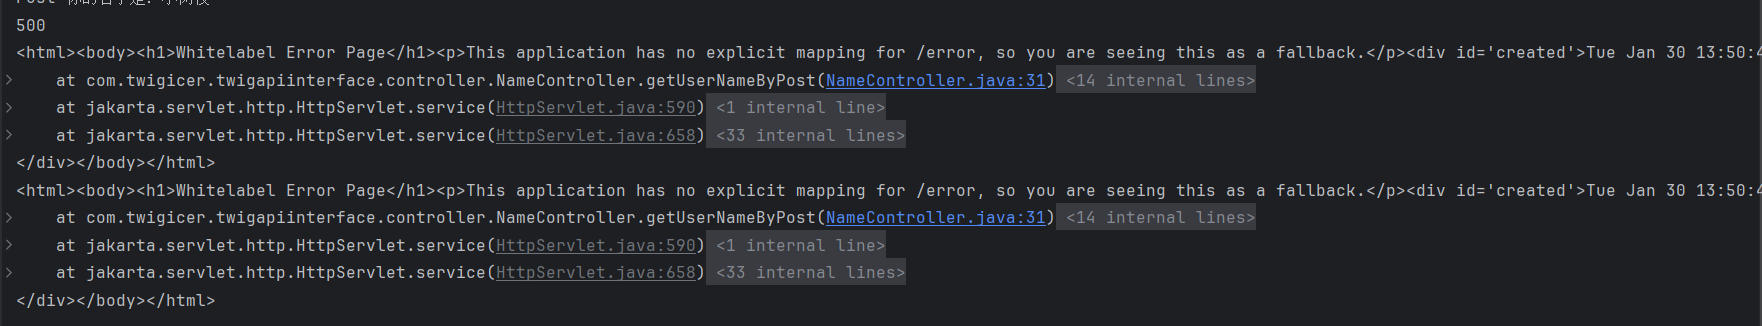 500
<html><body><h1>Whitelabel Error Page</h1><p>This application has no explicit mapping for /error, so you are seeing this as a fallback.</p><div id='created'>Tue Jan 30 13:50:4
at com.twigicer.twigapiinterface.controller.NameController.getUserNameByPost(NameController.java:31) <14 internal lines>
at jakarta.servlet.http.HttpServlet.service(HttpServlet.java:590) <1 internal line>
at jakarta.servlet.http.HttpServlet.service(HttpServlet.java:658) <33 internal lines>
</div></body></html>
<html><body><h1>Whitelabel Error Page</h1><p>This application has no explicit mapping for /error, so you are seeing this as a fallback.</p><div id='created'>Tue Jan 30 13:50:4
at com.twigicer.twigapiinterface.controller.NameController.getUserNameByPost(NameController.java:31) <14 internal lines>
at jakarta.servlet.http.HttpServlet.service(HttpServlet.java:590) <1 internal line>
at jakarta.servlet.http.HttpServlet.service(HttpServlet.java:658) <33 internal lines>
</div></body></html>